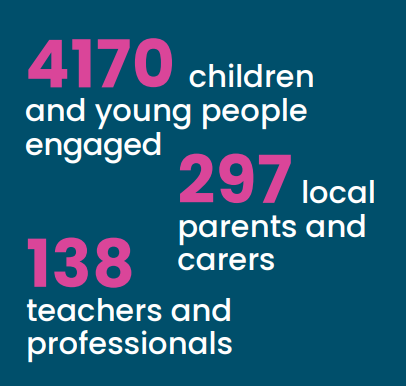 4170 children
and young people
engaged
297 local
parents and
carers
138
teachers and
professionals